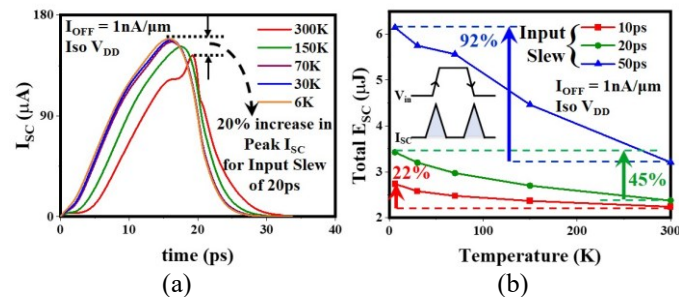 (a)
I_OFF = 1nA/μm
Iso V_DD
300K
150K
70K
30K
6K
20% increase in
Peak I_SC
for Input Slew
of 20ps
I_SC (μA)
180
90
0
0
10
20
30
40
time (ps)
(a)
(b)
92%
Input
Slew
10ps
20ps
50ps
I_OFF = 1nA/μm
Iso V_DD
V_in
I_SC
22%
45%
Total E_SC (μJ)
6
5
4
3
2
0
100
200
300
Temperature (K)
(b)